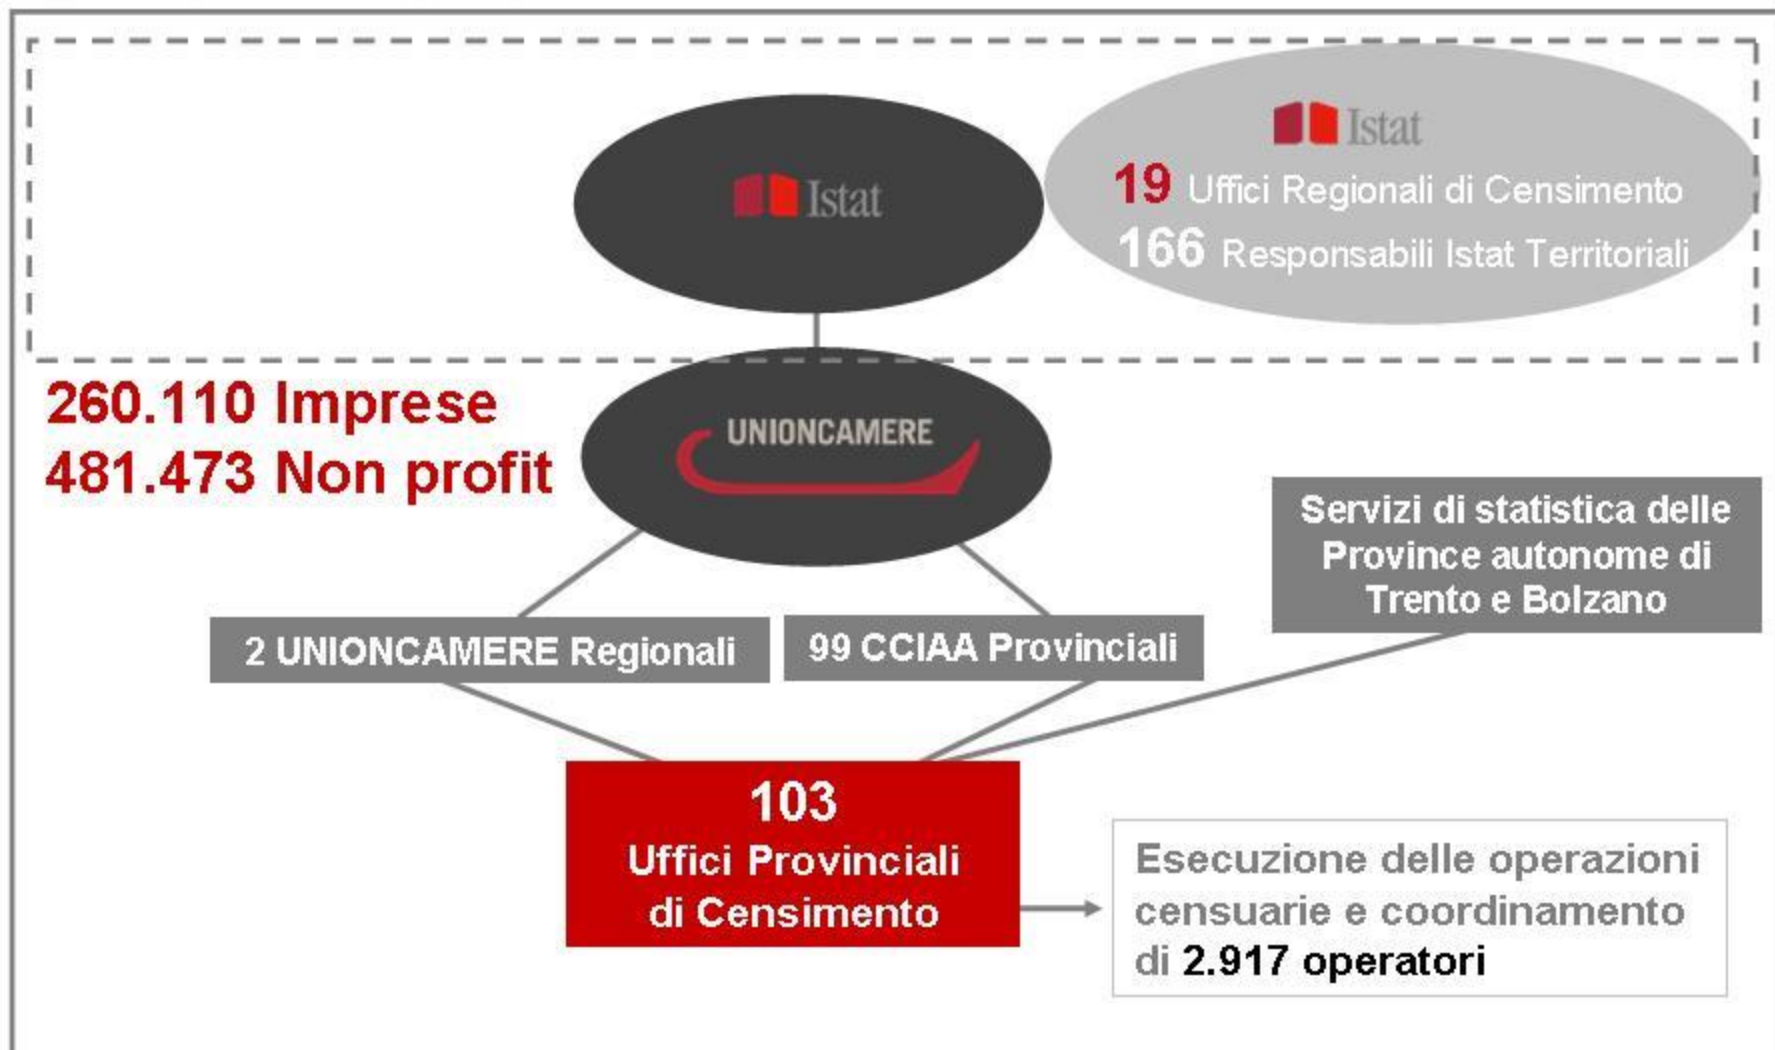 Istat
Istat
19 Uffici Regionali di Censimento
166 Responsabili Istat Territoriali
260.110 Imprese
481.473 Non profit
UNIONCAMERE
Servizi di statistica delle
Province autonome di
Trento e Bolzano
2 UNIONCAMERE Regionali
99 CCIAA Provinciali
103
Uffici Provinciali
di Censimento
Esecuzione delle operazioni
censuarie e coordinamento
di 2.917 operatori